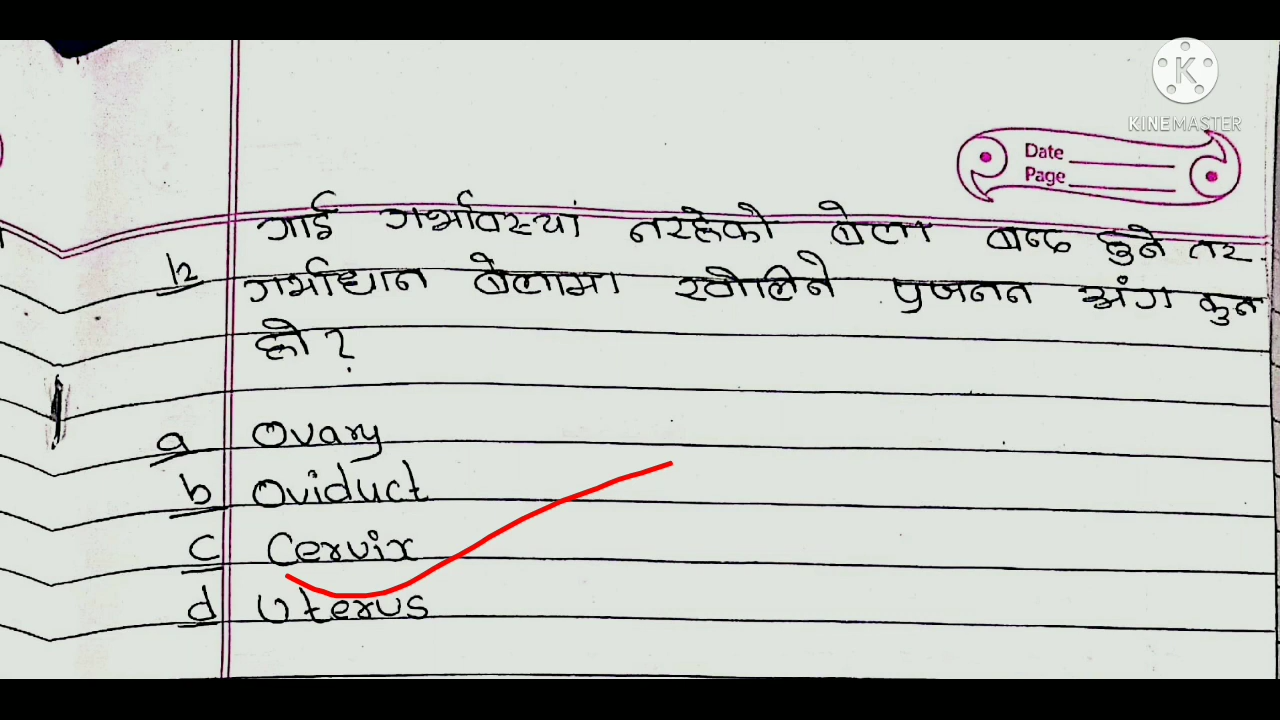 KINEMASTER
Date
Page
गाई गर्भावस्थां नरहेको बेला बन्द हुने तर
12 गर्भाधान बेलामा खोलिने प्रजनन अंग कुन
हो?
a Ovary
b Oviduct
c Cervix
d Uterus